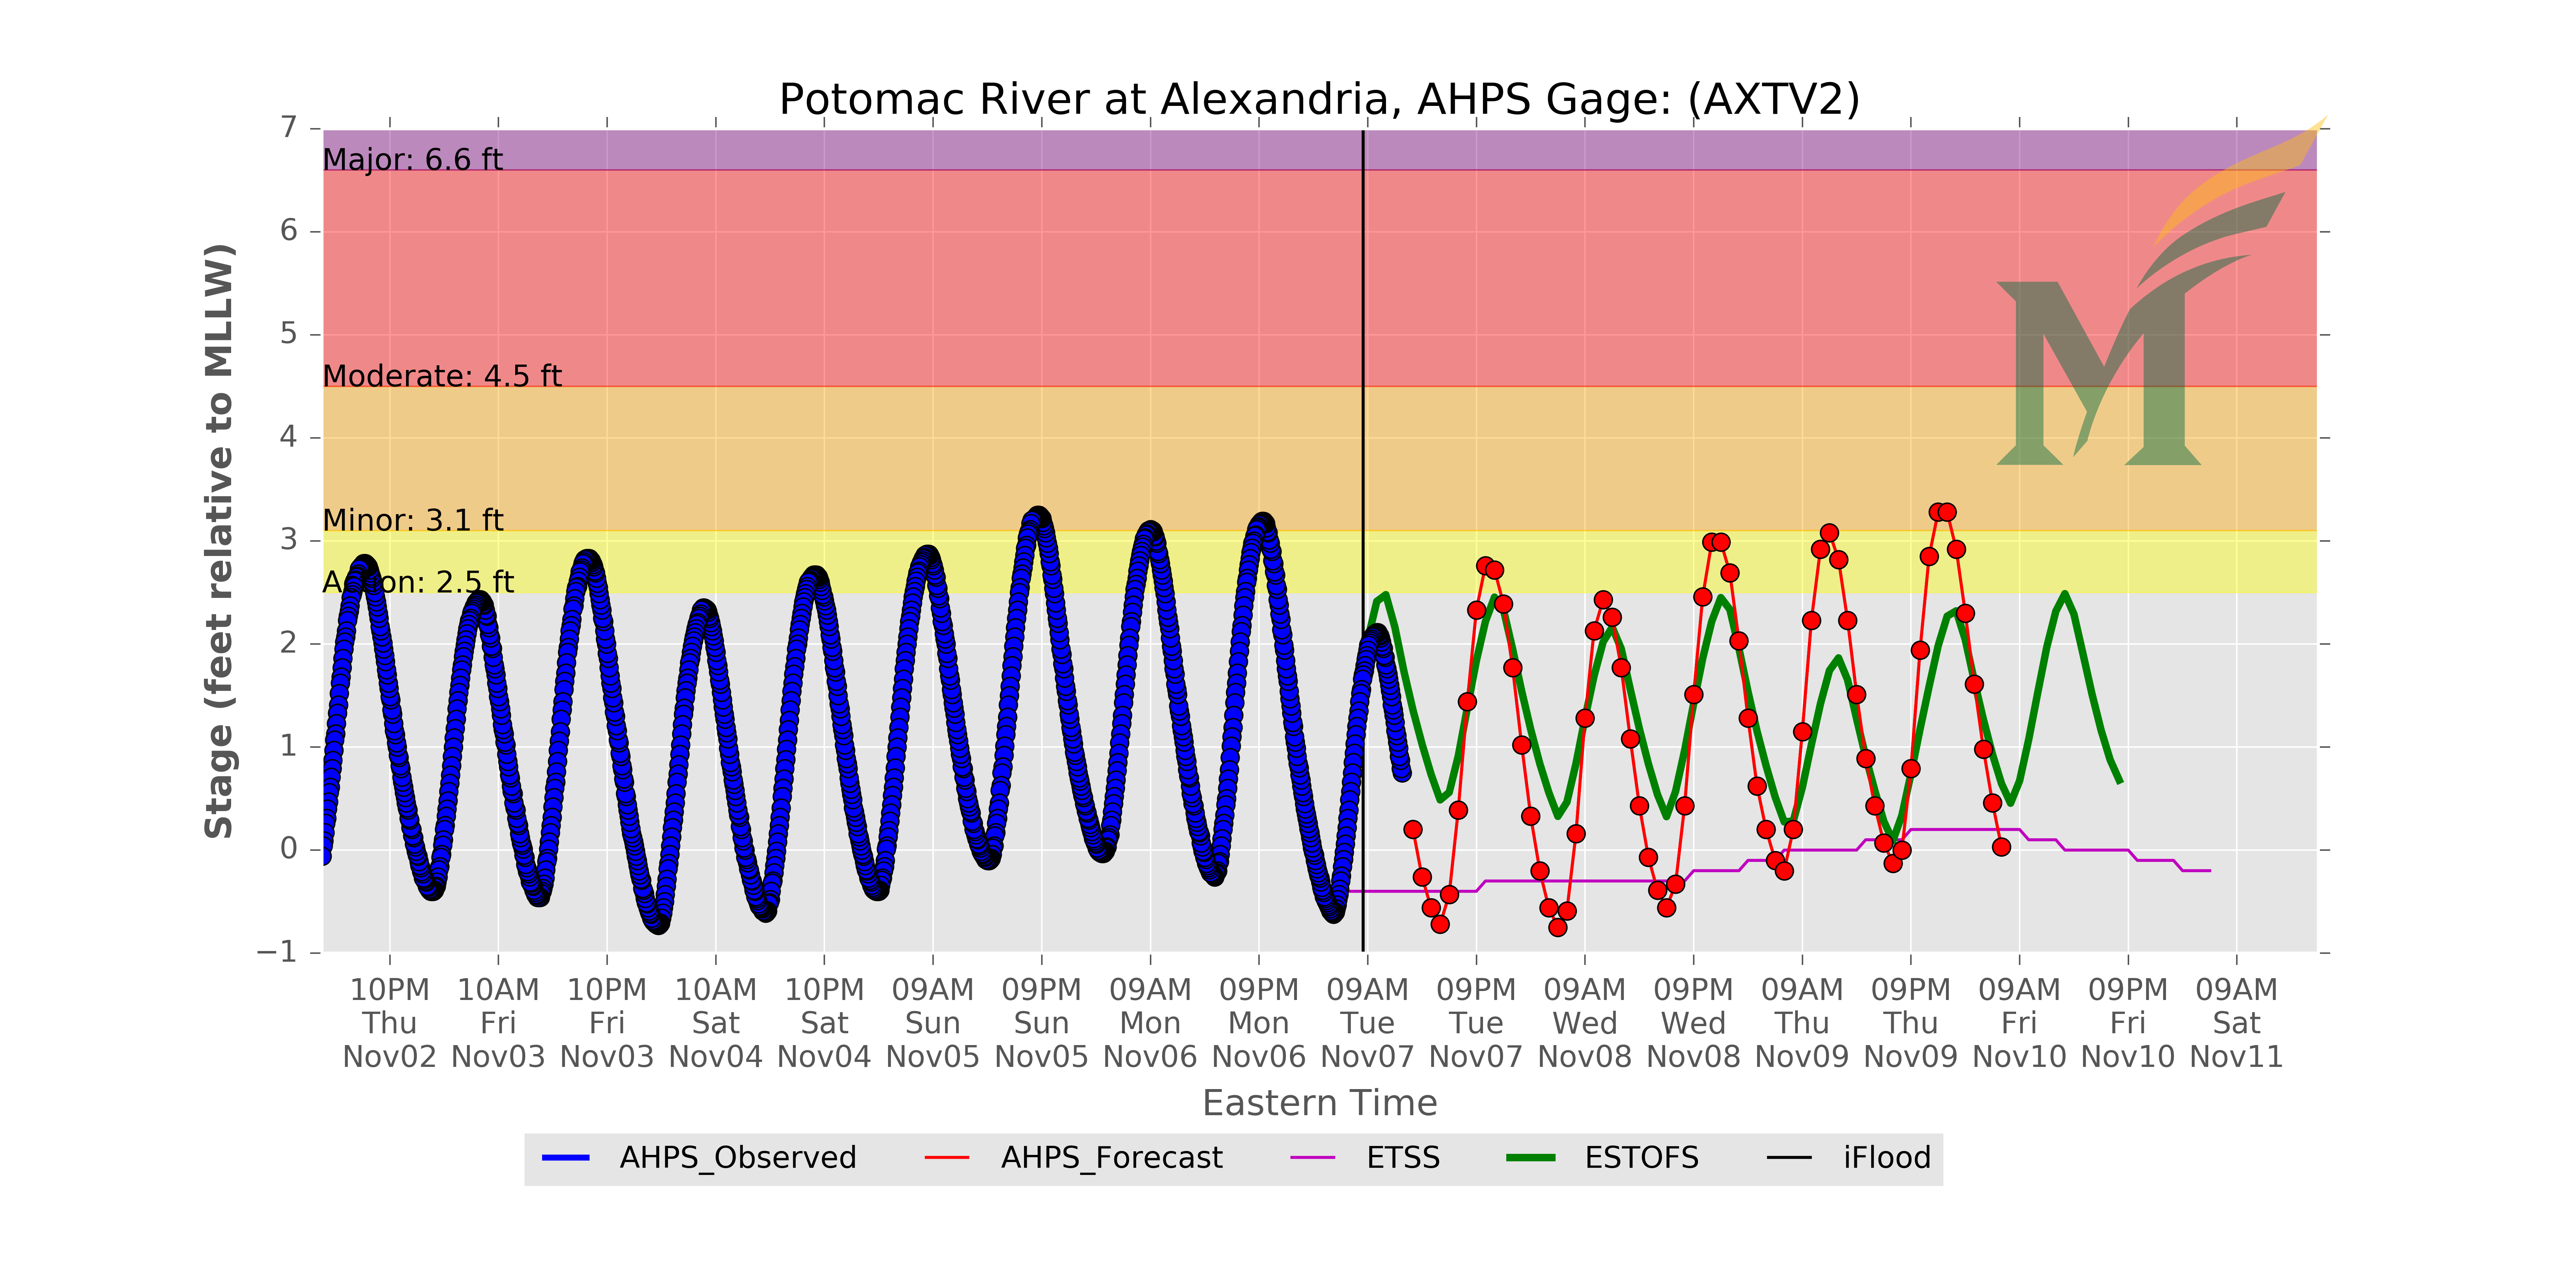 Potomac River at Alexandria, AHPS Gage: (AXTV2)
Stage (feet relative to MLLW)
7
6
5
4
3
2
1
0
−1
Major: 6.6 ft
Moderate: 4.5 ft
Minor: 3.1 ft
Action: 2.5 ft
M
10PM 10AM 10PM 10AM 10PM 09AM 09PM 09AM 09PM 09AM 09PM 09AM 09PM 09AM 09PM 09AM 09PM 09AM
Thu Fri Fri Sat Sat Sun Sun Mon Mon Tue Tue Wed Wed Thu Thu Fri Fri Sat
Nov02 Nov03 Nov03 Nov04 Nov04 Nov05 Nov05 Nov06 Nov06 Nov07 Nov07 Nov08 Nov08 Nov09 Nov09 Nov10 Nov10 Nov11
Eastern Time
AHPS_Observed AHPS_Forecast ETSS ESTOFS iFlood